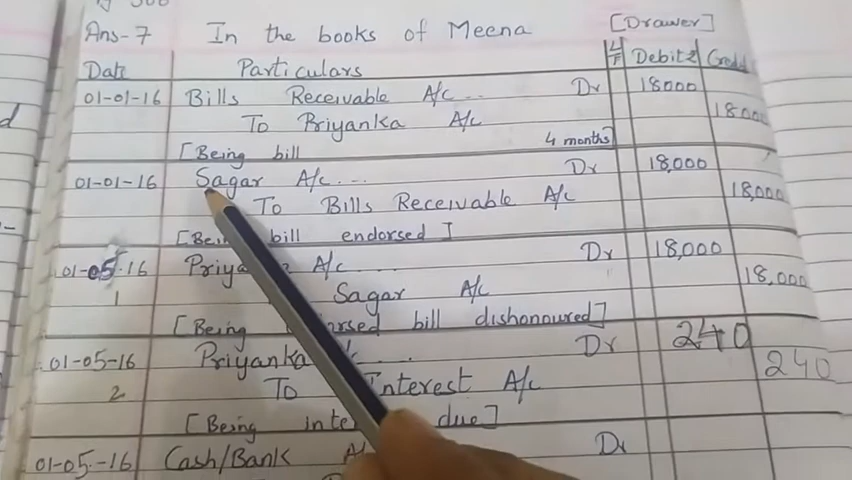 Ans-7 In the books of Meena [Drawer]
Date Particulars L/F Debit₹ Credit
01-01-16 Bills Receivable A/c... Dr 18000
To Priyanka A/c 18000
[Being bill 4 months]
01-01-16 Sagar A/c.... Dr 18,000
To Bills Receivable A/c 18,000
bill endorsed]
01-05-16 A/c..... Dr 18,000
1 Sagar A/c 18,000
[Being bill dishonoured]
01-05-16 Priyanka .... Dr 240
2 To Interest A/c 240
[Being due]
01-05-16 Cash/Bank Dr